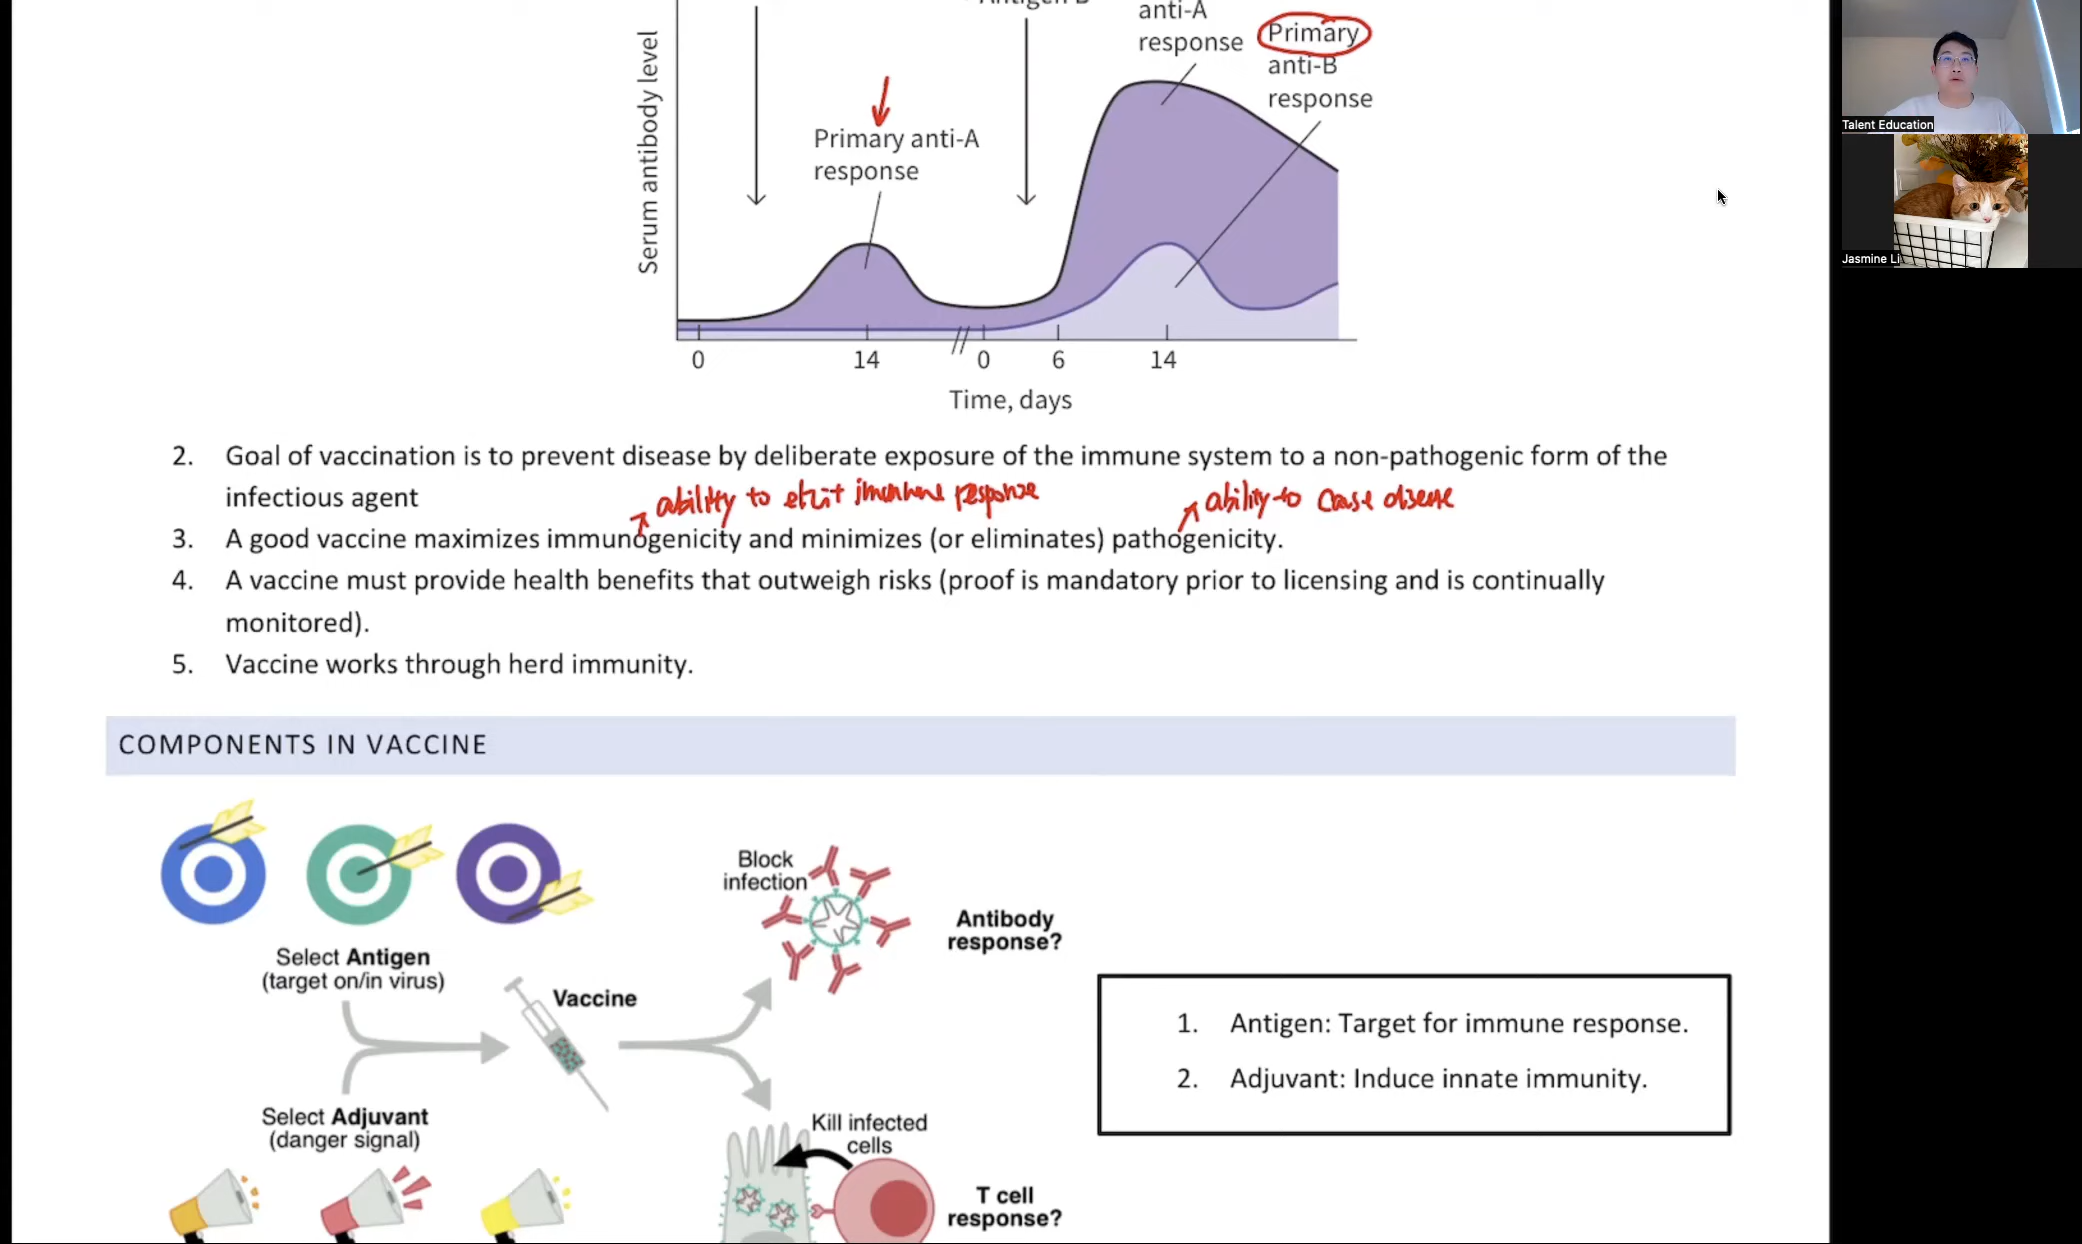 Antigen B
anti-A
response
Primary
anti-B
response
Serum antibody level
Primary anti-A
response
0
14
0
6
14
Time, days
2. Goal of vaccination is to prevent disease by deliberate exposure of the immune system to a non-pathogenic form of the
infectious agent
ability to elicit immune response
ability to cause disease
3. A good vaccine maximizes immunogenicity and minimizes (or eliminates) pathogenicity.
4. A vaccine must provide health benefits that outweigh risks (proof is mandatory prior to licensing and is continually
monitored).
5. Vaccine works through herd immunity.
COMPONENTS IN VACCINE
Block
infection
Antibody
response?
Select Antigen
(target on/in virus)
Vaccine
1. Antigen: Target for immune response.
2. Adjuvant: Induce innate immunity.
Select Adjuvant
(danger signal)
Kill infected
cells
T cell
response?
Talent Education
Jasmine Li